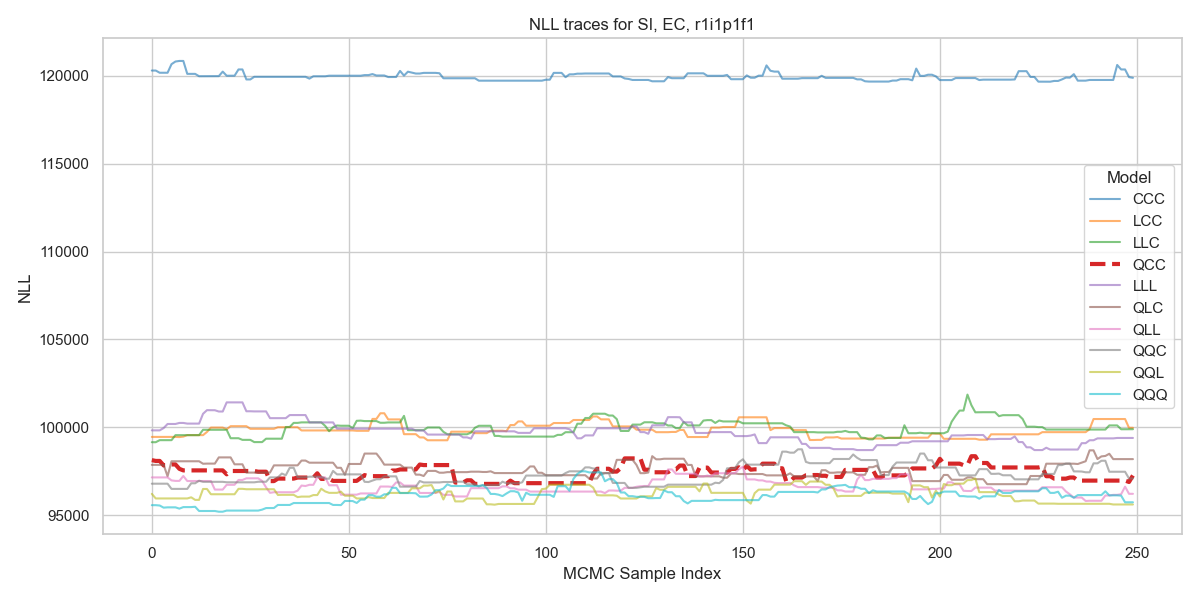 NLL traces for SI, EC, r1i1p1f1
120000
115000
110000
105000
100000
95000
NLL
0
50
100
150
200
250
MCMC Sample Index
Model
CCC
LCC
LLC
QCC
LLL
QLC
QLL
QQC
QQL
QQQ